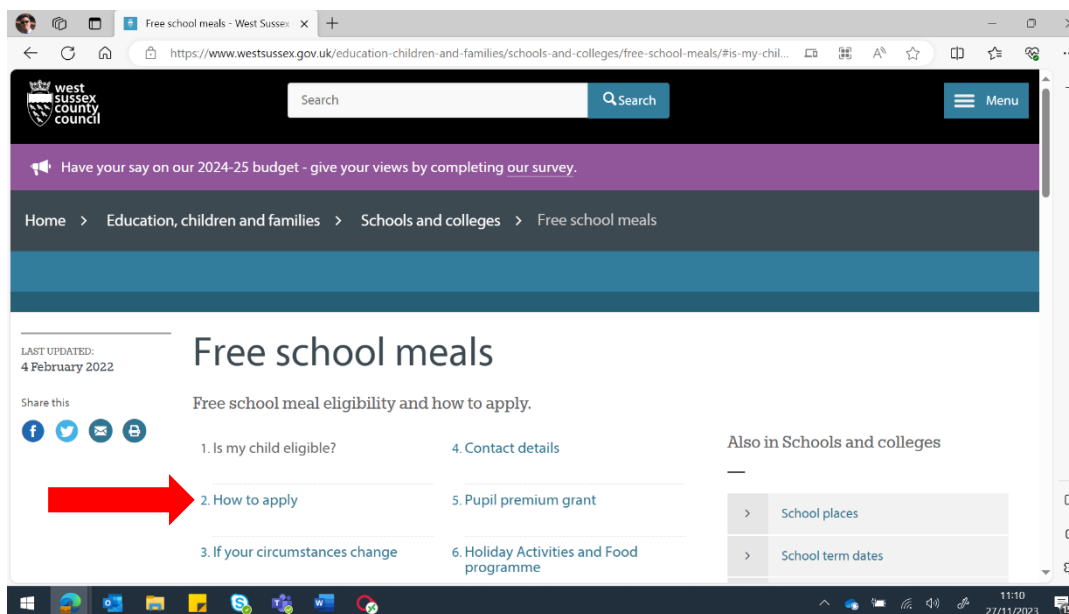 Free school meals - West Sussex
https://www.westsussex.gov.uk/education-children-and-families/schools-and-colleges/free-school-meals/#is-my-chil...
west
sussex
county
council
Search
Search
Menu
Have your say on our 2024-25 budget - give your views by completing our survey.
Home > Education, children and families > Schools and colleges > Free school meals
LAST UPDATED:
4 February 2022
Share this
Free school meals
Free school meal eligibility and how to apply.
1. Is my child eligible?
2. How to apply
3. If your circumstances change
4. Contact details
5. Pupil premium grant
6. Holiday Activities and Food
programme
Also in Schools and colleges
School places
School term dates
11:10
27/11/2023